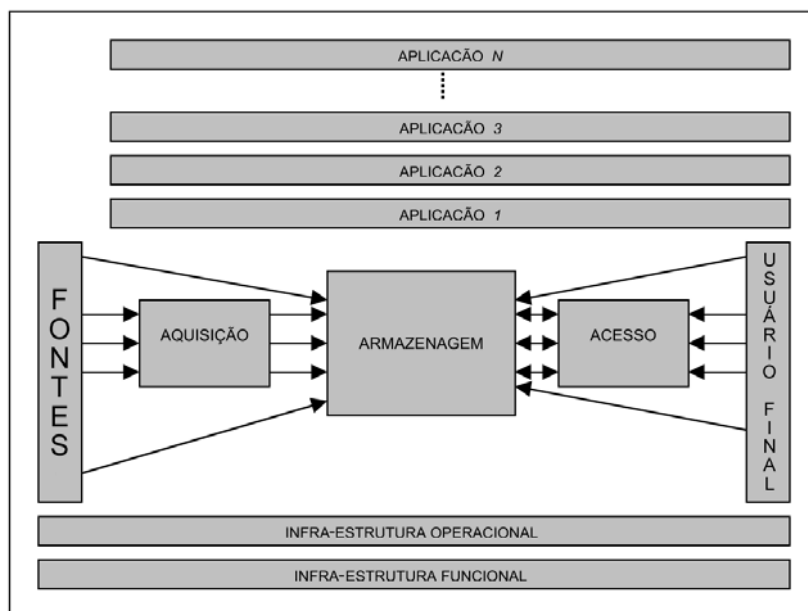 APLICACÃO N
APLICACÃO 3
APLICACÃO 2
APLICACÃO 1
FONTES
AQUISIÇÃO
ARMAZENAGEM
ACESSO
USUÁRIO FINAL
INFRA-ESTRUTURA OPERACIONAL
INFRA-ESTRUTURA FUNCIONAL